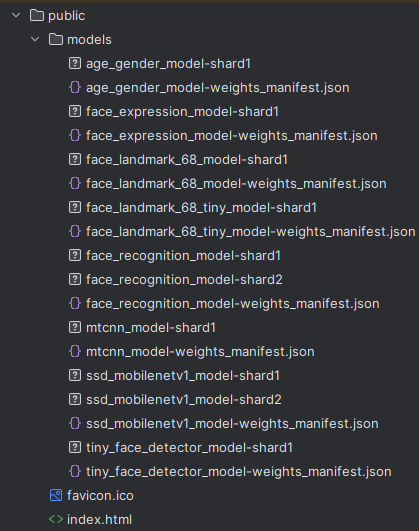 public
models
age_gender_model-shard1
age_gender_model-weights_manifest.json
face_expression_model-shard1
face_expression_model-weights_manifest.json
face_landmark_68_model-shard1
face_landmark_68_model-weights_manifest.json
face_landmark_68_tiny_model-shard1
face_landmark_68_tiny_model-weights_manifest.json
face_recognition_model-shard1
face_recognition_model-shard2
face_recognition_model-weights_manifest.json
mtcnn_model-shard1
mtcnn_model-weights_manifest.json
ssd_mobilenetv1_model-shard1
ssd_mobilenetv1_model-shard2
ssd_mobilenetv1_model-weights_manifest.json
tiny_face_detector_model-shard1
tiny_face_detector_model-weights_manifest.json
favicon.ico
index.html